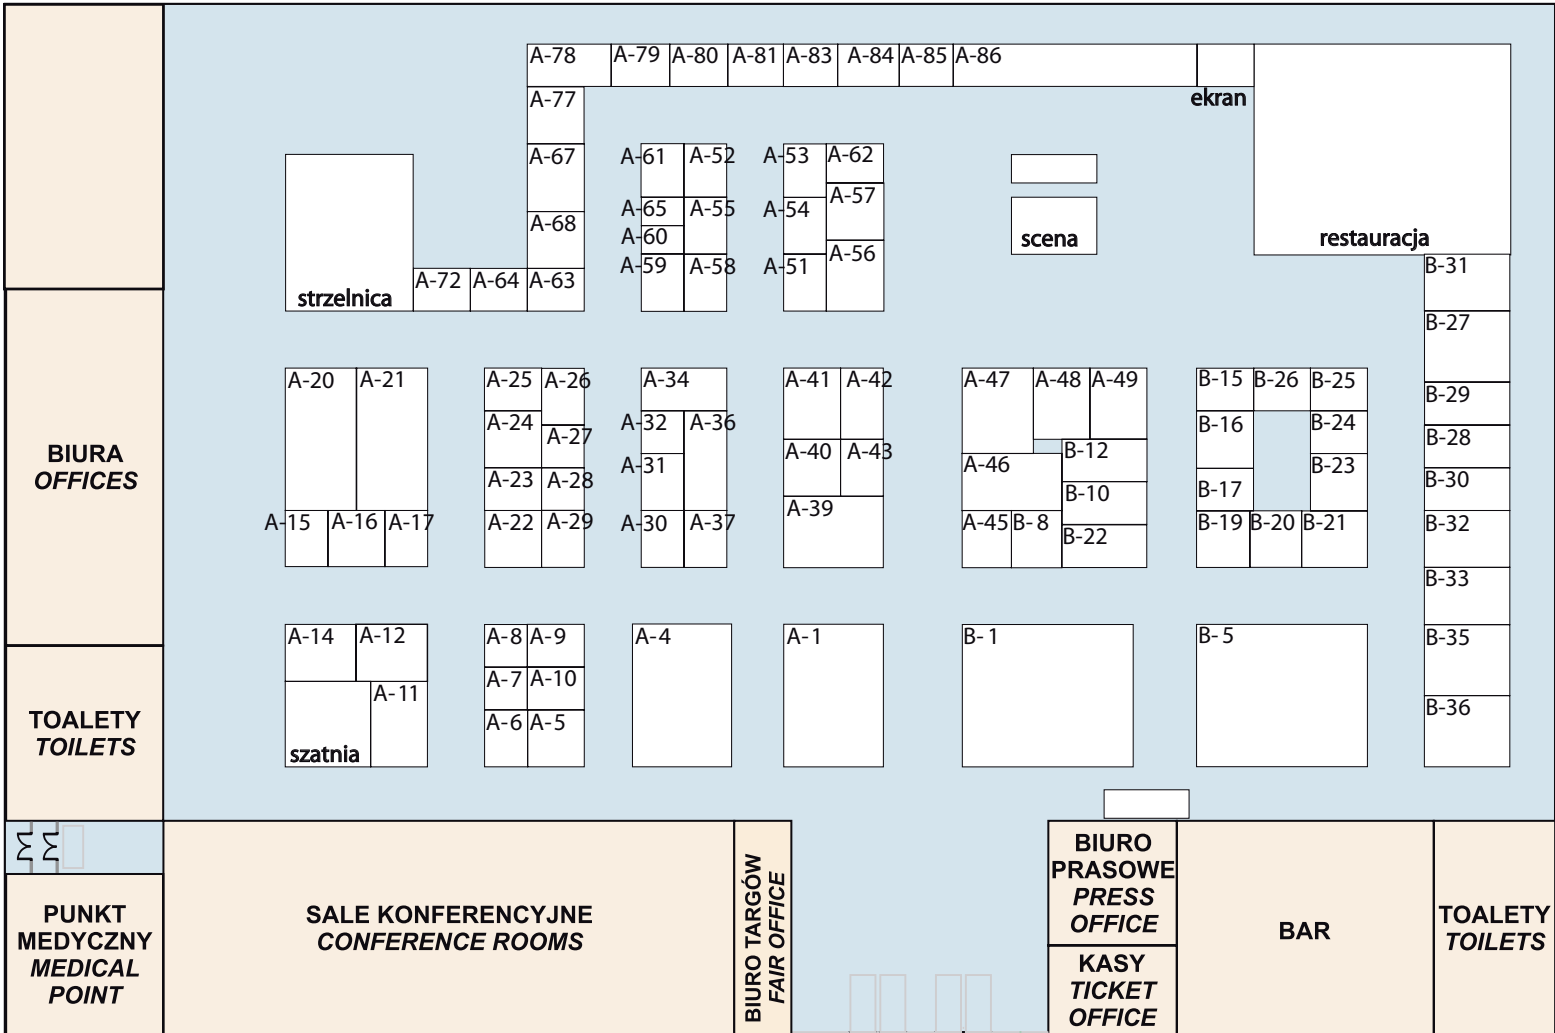 A-78 A-79 A-80 A-81 A-83 A-84 A-85 A-86
ekran
A-77
A-67
A-68
A-72 A-64 A-63
strzelnica
A-61 A-52
A-65 A-55
A-60
A-59 A-58
A-53 A-62
A-57
A-54
A-56
A-51
scena
restauracja
B-31
B-27
B-29
B-28
B-30
B-32
B-33
B-35
B-36
A-20 A-21
A-15 A-16 A-17
A-25 A-26
A-24
A-27
A-23 A-28
A-22 A-29
A-34
A-32 A-36
A-31
A-30 A-37
A-41 A-42
A-40 A-43
A-39
A-47 A-48 A-49
B-12
A-46
B-10
A-45 B-8
B-22
B-15 B-26 B-25
B-16 B-24
B-23
B-17
B-19 B-20 B-21
A-14 A-12
A-11
szatnia
A-8 A-9
A-7 A-10
A-6 A-5
A-4
A-1
B-1
B-5
BIURA
OFFICES
TOALETY
TOILETS
PUNKT
MEDYCZNY
MEDICAL
POINT
SALE KONFERENCYJNE
CONFERENCE ROOMS
BIURO TARGÓW
FAIR OFFICE
BIURO
PRASOWE
PRESS
OFFICE
KASY
TICKET
OFFICE
BAR
TOALETY
TOILETS